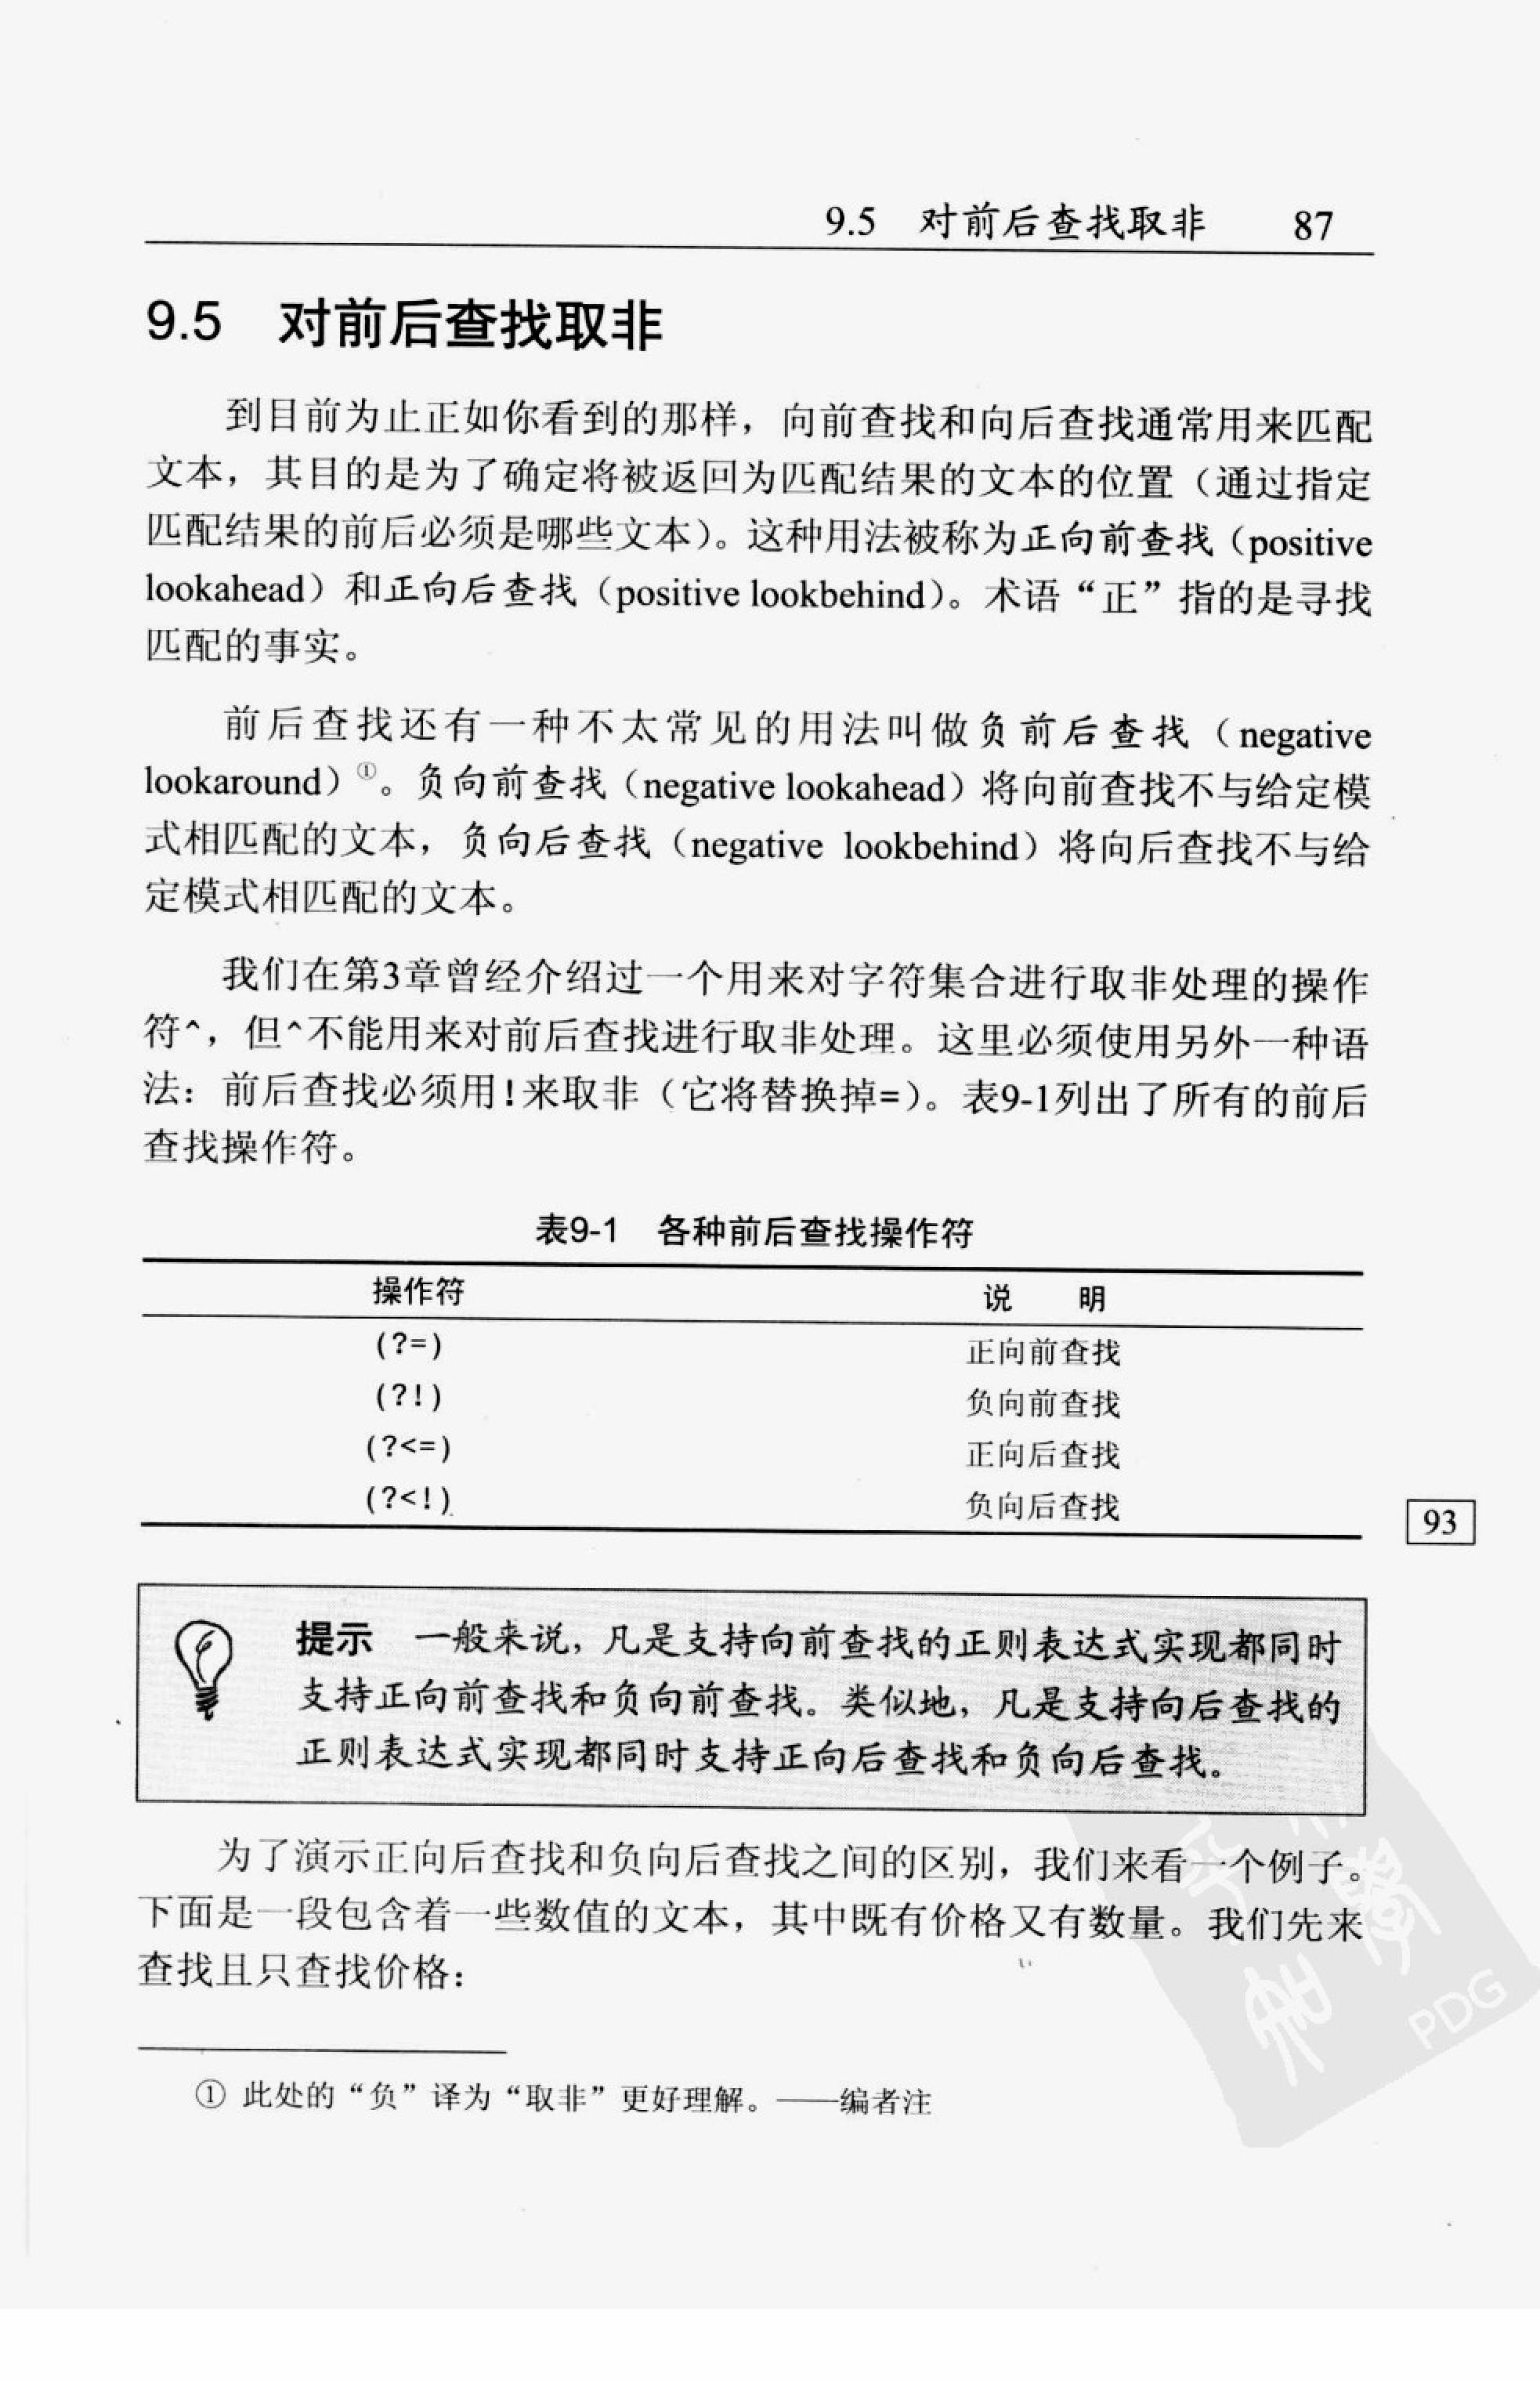 9.5 对前后查找取非 87
9.5 对前后查找取非
到目前为止正如你看到的那样，向前查找和向后查找通常用来匹配
文本，其目的是为了确定将被返回为匹配结果的文本的位置（通过指定
匹配结果的前后必须是哪些文本）。这种用法被称为正向前查找（positive
lookahead）和正向后查找（positive lookbehind）。术语“正”指的是寻找
匹配的事实。
前后查找还有一种不太常见的用法叫做负前后查找（negative
lookaround）①。负向前查找（negative lookahead）将向前查找不与给定模
式相匹配的文本，负向后查找（negative lookbehind）将向后查找不与给
定模式相匹配的文本。
我们在第3章曾经介绍过一个用来对字符集合进行取非处理的操作
符^，但^不能用来对前后查找进行取非处理。这里必须使用另外一种语
法：前后查找必须用!来取非（它将替换掉=）。表9-1列出了所有的前后
查找操作符。
表9-1 各种前后查找操作符
操作符 说 明
(?=) 正向前查找
(?!) 负向前查找
(?<=) 正向后查找
(?<!) 负向后查找
93
提示 一般来说，凡是支持向前查找的正则表达式实现都同时
支持正向前查找和负向前查找。类似地，凡是支持向后查找的
正则表达式实现都同时支持正向后查找和负向后查找。
为了演示正向后查找和负向后查找之间的区别，我们来看一个例子。
下面是一段包含着一些数值的文本，其中既有价格又有数量。我们先来
查找且只查找价格：
① 此处的“负”译为“取非”更好理解。——编者注
PDG